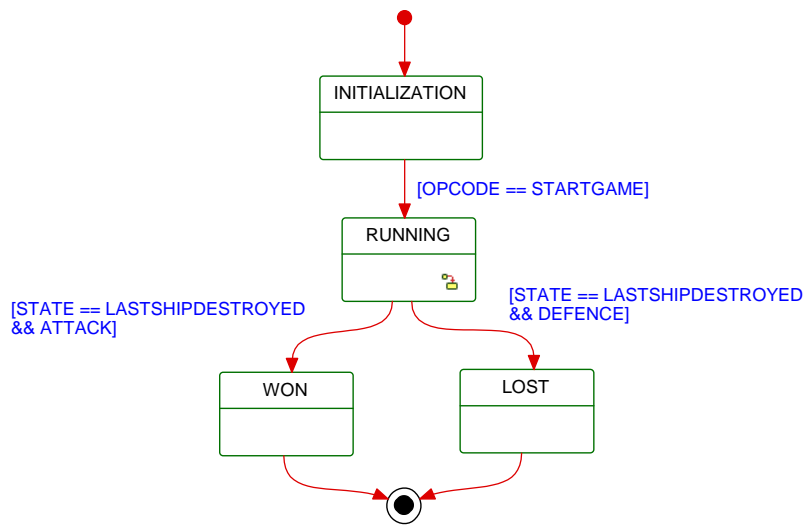 INITIALIZATION
[OPCODE == STARTGAME]
RUNNING
[STATE == LASTSHIPDESTROYED
&& ATTACK]
[STATE == LASTSHIPDESTROYED
&& DEFENCE]
WON
LOST